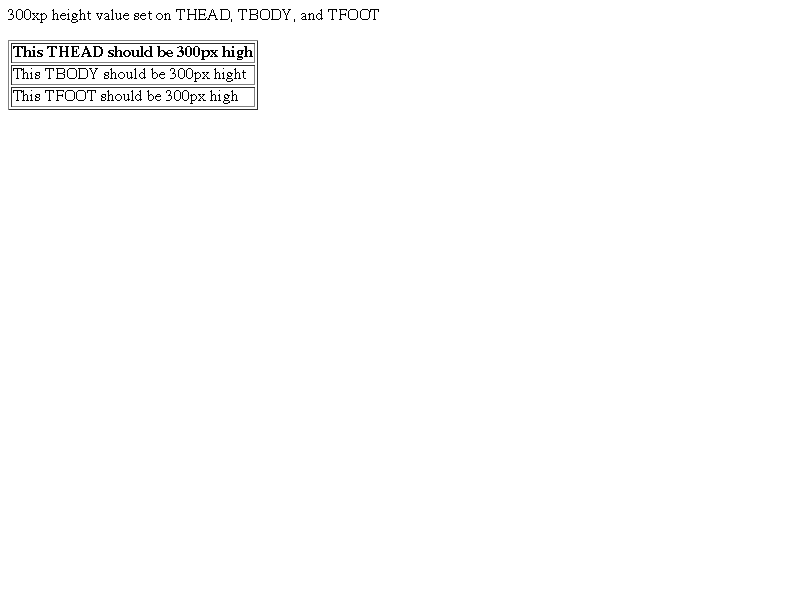 300xp height value set on THEAD, TBODY, and TFOOT
This THEAD should be 300px high
This TBODY should be 300px hight
This TFOOT should be 300px high